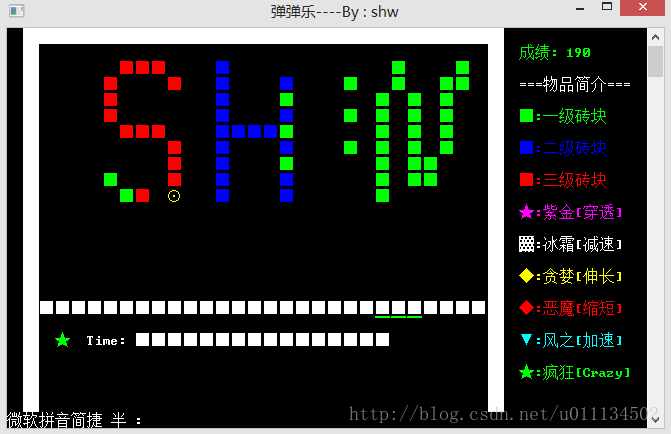 弹弹乐----By : shw
成绩: 190
===物品简介===
■:一级砖块
■:二级砖块
■:三级砖块
★:紫金[穿透]
▩:冰霜[减速]
◆:贪婪[伸长]
◆:恶魔[缩短]
▼:风之[加速]
★:疯狂[Crazy]
SHW
★ Time:
微软拼音简捷 半 :
http://blog.csdn.net/u011134502